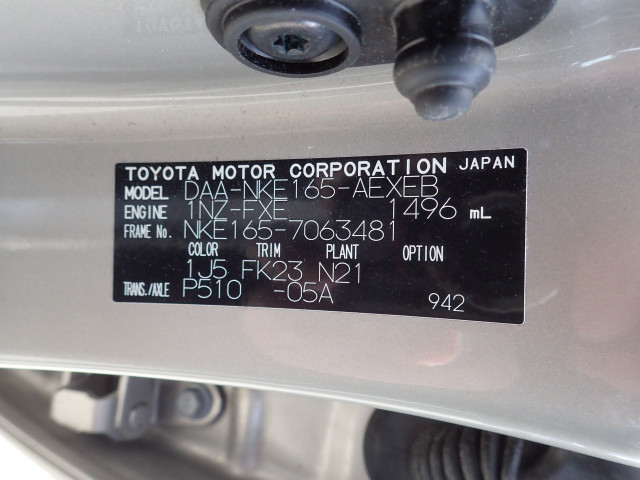 TOYOTA MOTOR CORPORATION JAPAN
MODEL DAA-NKE165-AEXEB
ENGINE 1NZ-FXE 1496 mL
FRAME No. NKE165-7063481
COLOR TRIM PLANT OPTION
1J5 FK23 N21
TRANS./AXLE P510 -05A 942